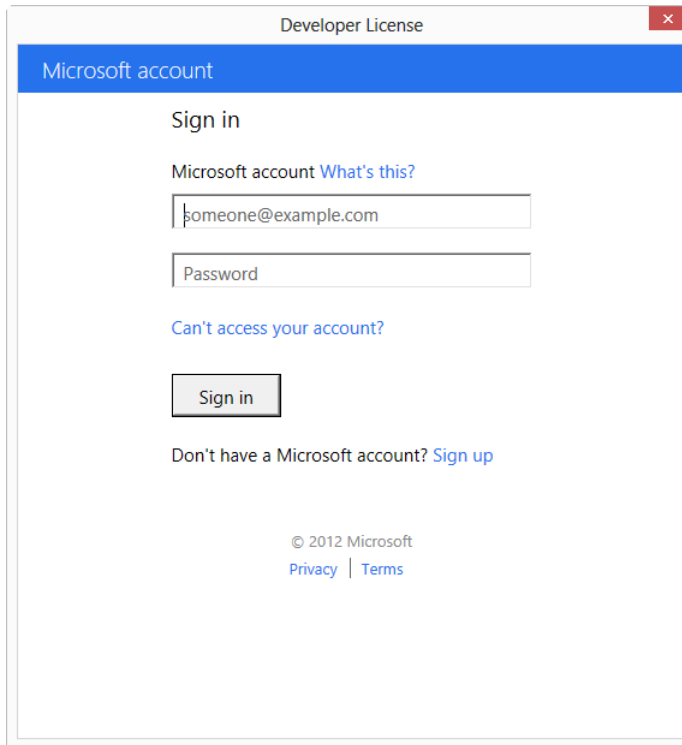 Developer License
Microsoft account
Sign in
Microsoft account What's this?
someone@example.com
Password
Can't access your account?
Sign in
Don't have a Microsoft account? Sign up
© 2012 Microsoft
Privacy | Terms